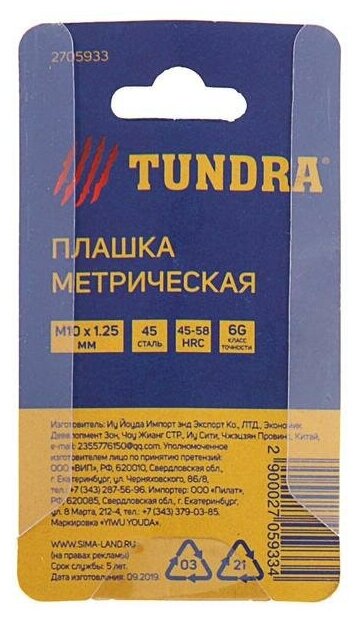 2705933
TUNDRA®
ПЛАШКА
МЕТРИЧЕСКАЯ
М10 х 1.25
ММ
45
СТАЛЬ
45-58
HRC
6G
КЛАСС
ТОЧНОСТИ
Изготовитель: Иу Йоуда Импорт энд Экспорт Ко., ЛТД., Экономик
Девелопмент Зон, Чоу Жианг СТР., Иу Сити, Чжэцзян Провинс, Китай,
e-mail: 2355776150@qq.com. Уполномоченное
изготовителем лицо по принятию претензий:
ООО «ВИП», РФ, 620010, Свердловская обл.,
г. Екатеринбург, ул. Черняховского, 86/8,
тел.: +7 (343) 287-56-96. Импортер: ООО «Пилат»,
РФ, 620085, Свердловская обл., г. Екатеринбург,
ул. 8 Марта, 212-4, тел.: +7 (343) 379-03-85.
Маркировка «YIWU YOUDA».
WWW.SIMA-LAND.RU
(на правах рекламы)
Срок службы: 5 лет.
Дата изготовления: 09.2019.
03
21
2 900027 055334